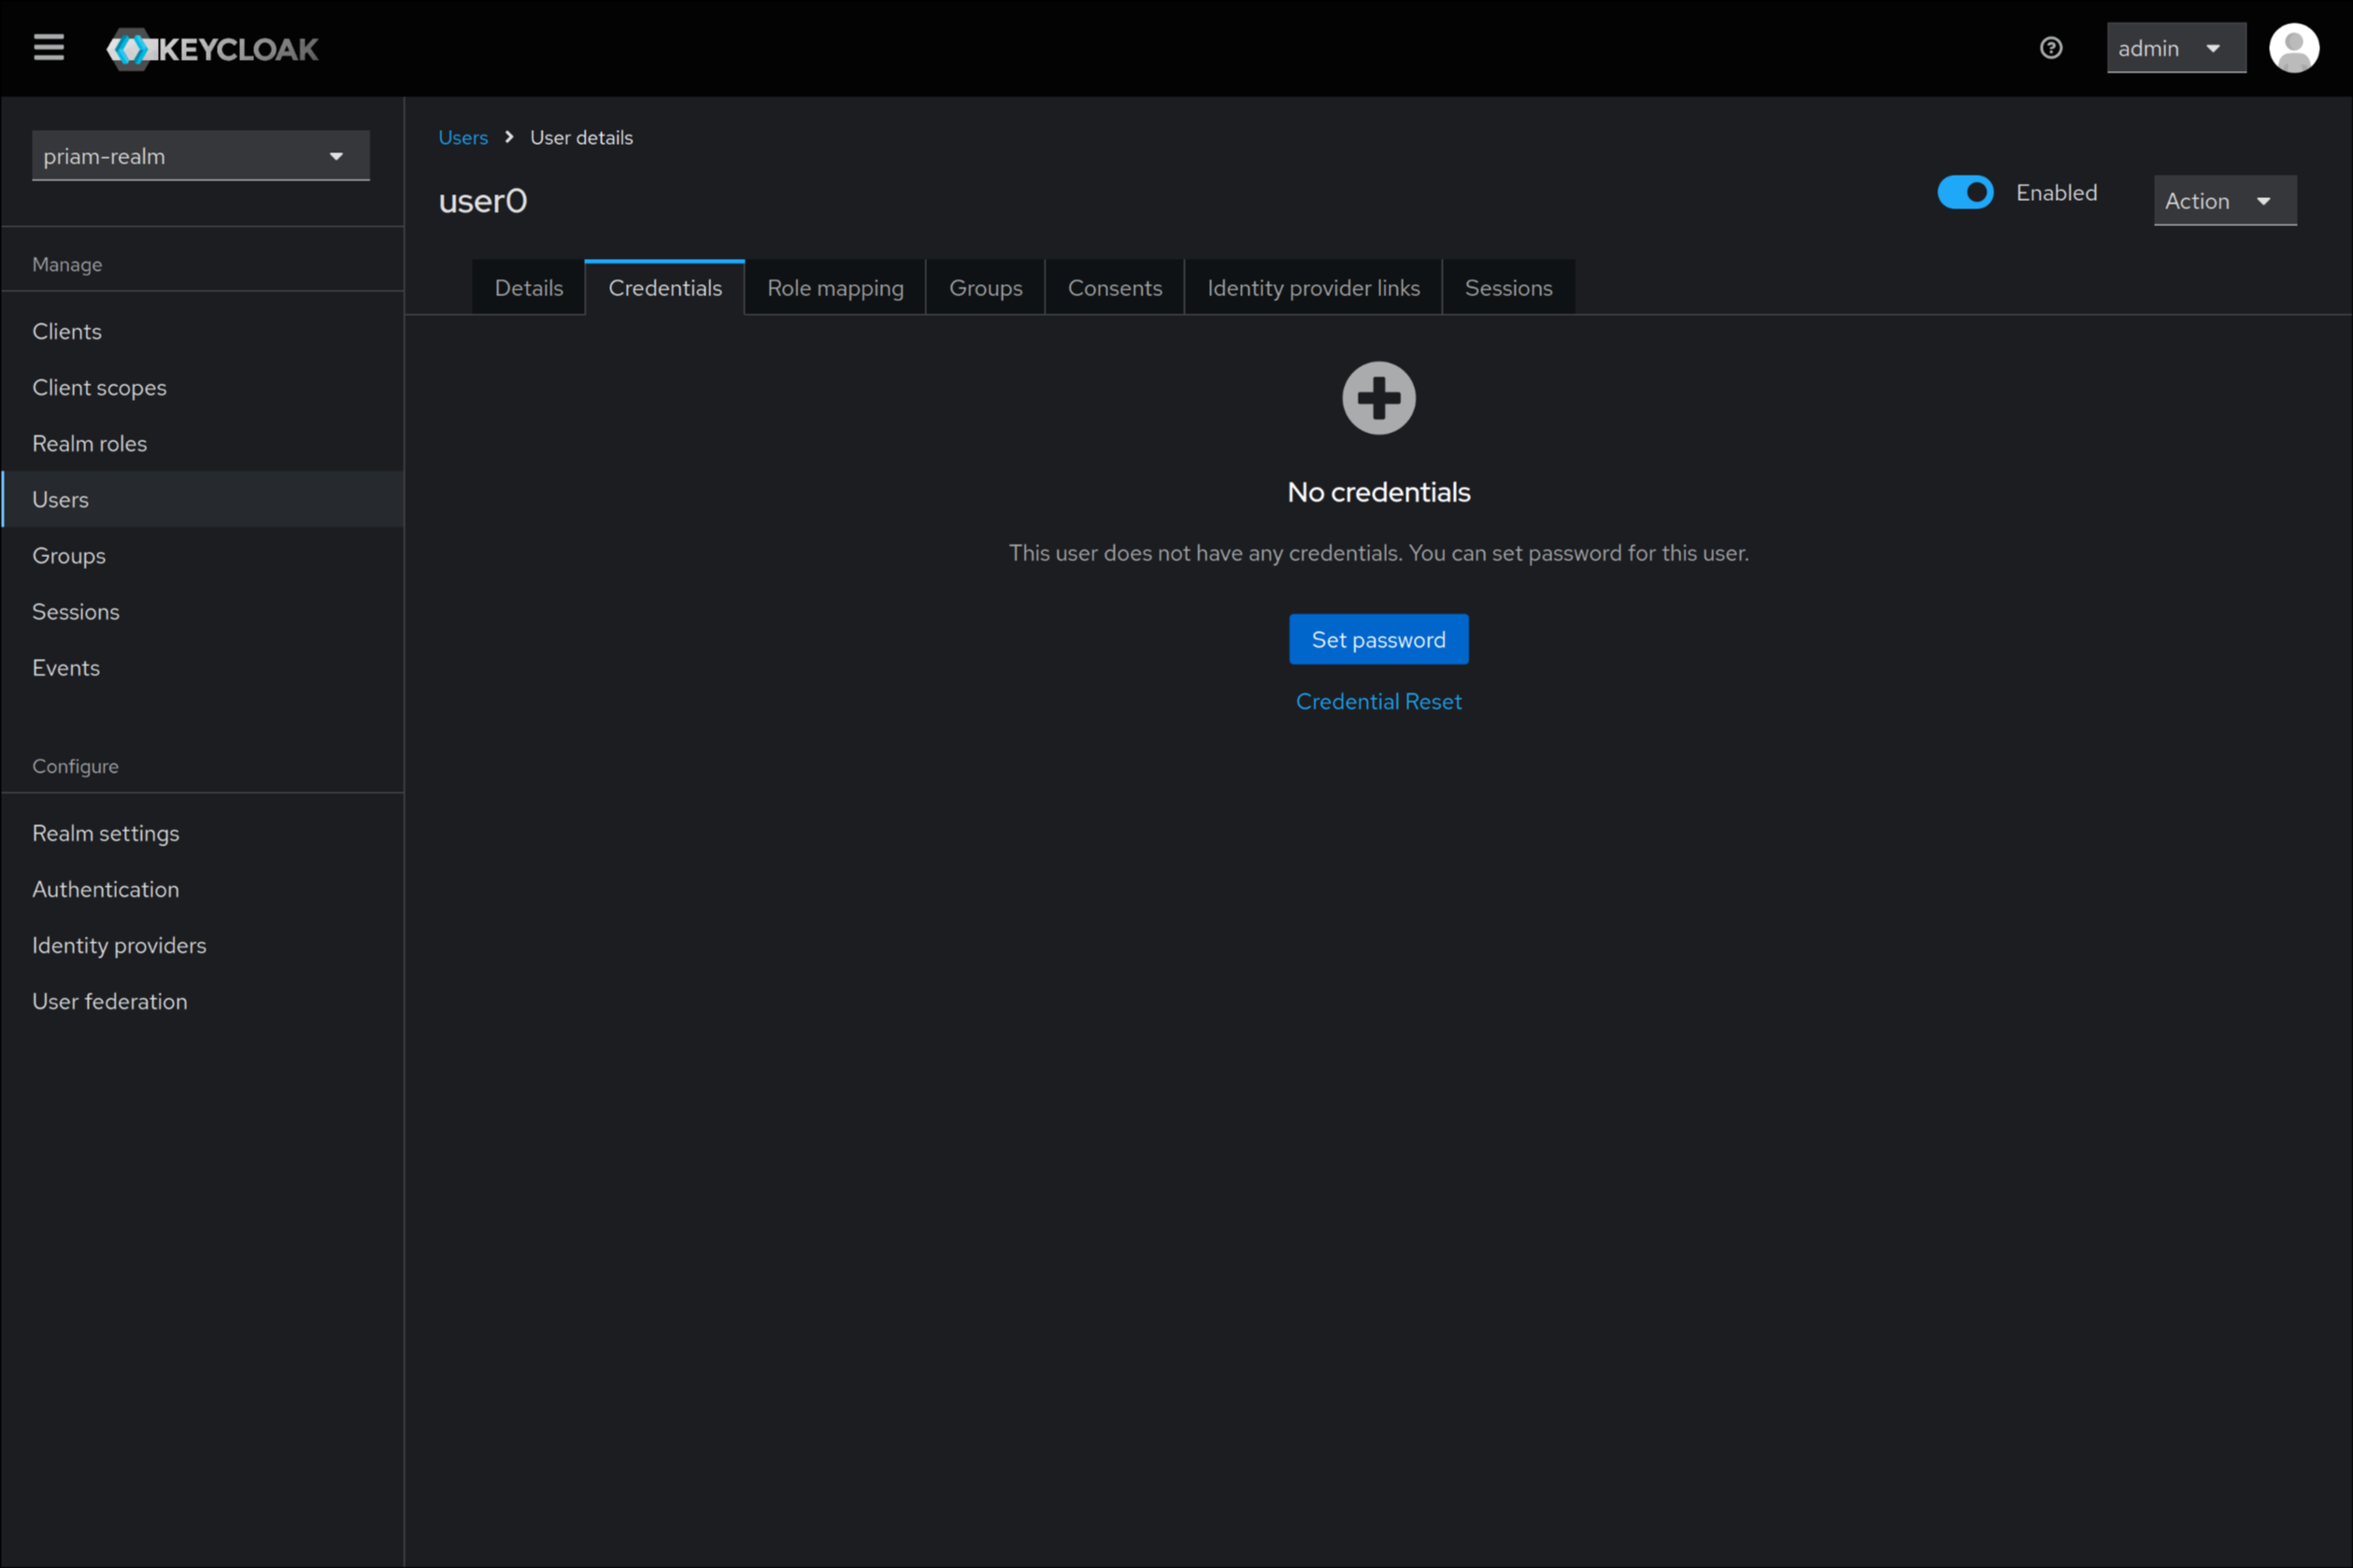 KEYCLOAK
admin
priam-realm
Manage
Clients
Client scopes
Realm roles
Users
Groups
Sessions
Events
Configure
Realm settings
Authentication
Identity providers
User federation
Users > User details
user0
Enabled
Action
Details Credentials Role mapping Groups Consents Identity provider links Sessions
No credentials
This user does not have any credentials. You can set password for this user.
Set password
Credential Reset